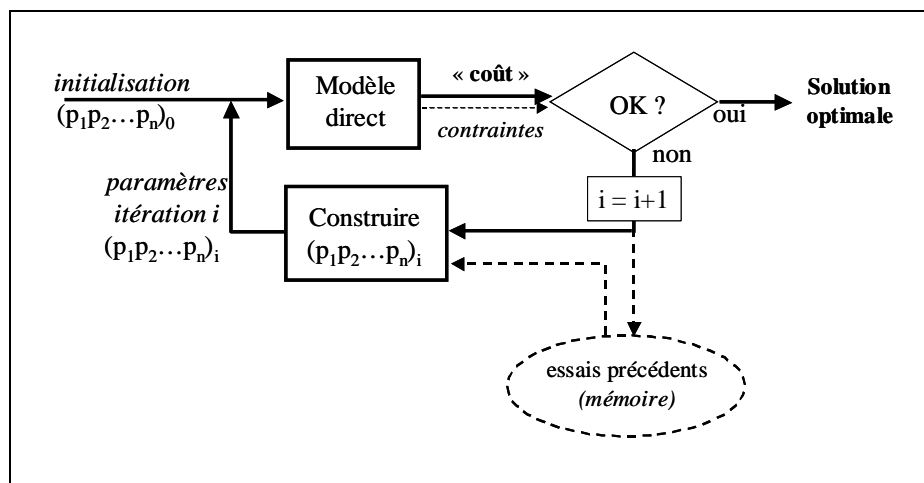 initialisation
(p₁p₂…pₙ)₀
Modèle
direct
« coût »
contraintes
OK ?
oui
Solution
optimale
non
i = i+1
paramètres
itération i
(p₁p₂…pₙ)ᵢ
Construire
(p₁p₂…pₙ)ᵢ
essais précédents
(mémoire)